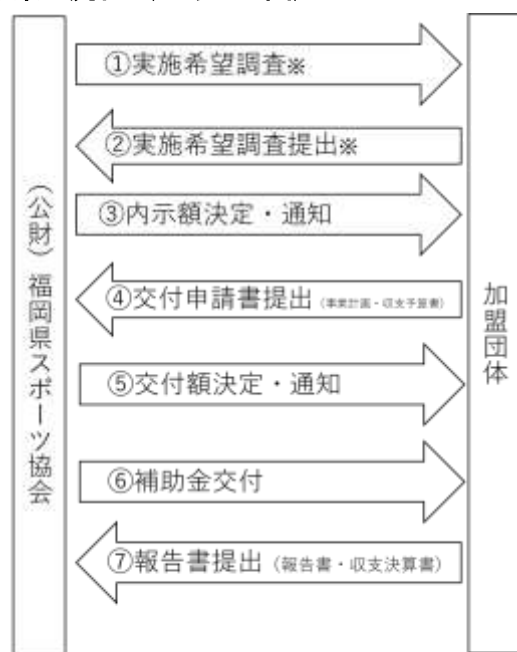 ①実施希望調査※
②実施希望調査提出※
③内示額決定・通知
④交付申請書提出（事業計画・収支予算書）
⑤交付額決定・通知
⑥補助金交付
⑦報告書提出（報告書・収支決算書）
（公財）福岡県スポーツ協会
加盟団体